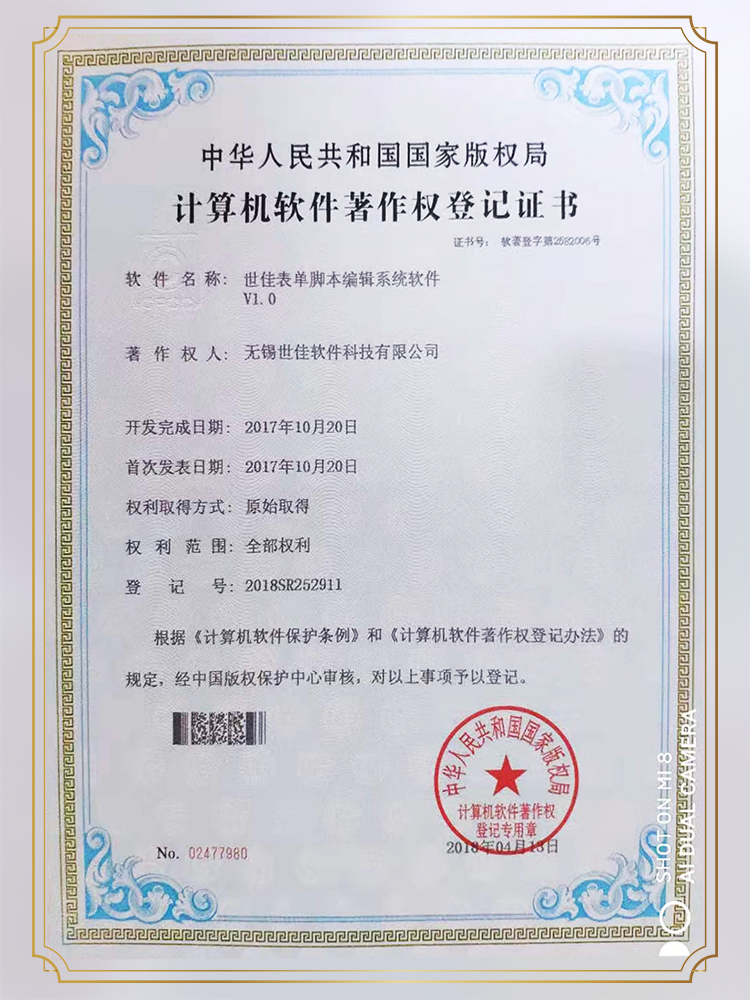 中华人民共和国国家版权局
计算机软件著作权登记证书
证书号： 软著登字第2582006号
软件名称： 世佳表单脚本编辑系统软件
V1.0
著作权人： 无锡世佳软件科技有限公司
开发完成日期： 2017年10月20日
首次发表日期： 2017年10月20日
权利取得方式： 原始取得
权利范围： 全部权利
登记号： 2018SR252911
根据《计算机软件保护条例》和《计算机软件著作权登记办法》的
规定，经中国版权保护中心审核，对以上事项予以登记。
中华人民共和国国家版权局
计算机软件著作权
登记专用章
No. 02477980
2018年04月13日
SHOT ON MI 8
AI DUAL CAMERA